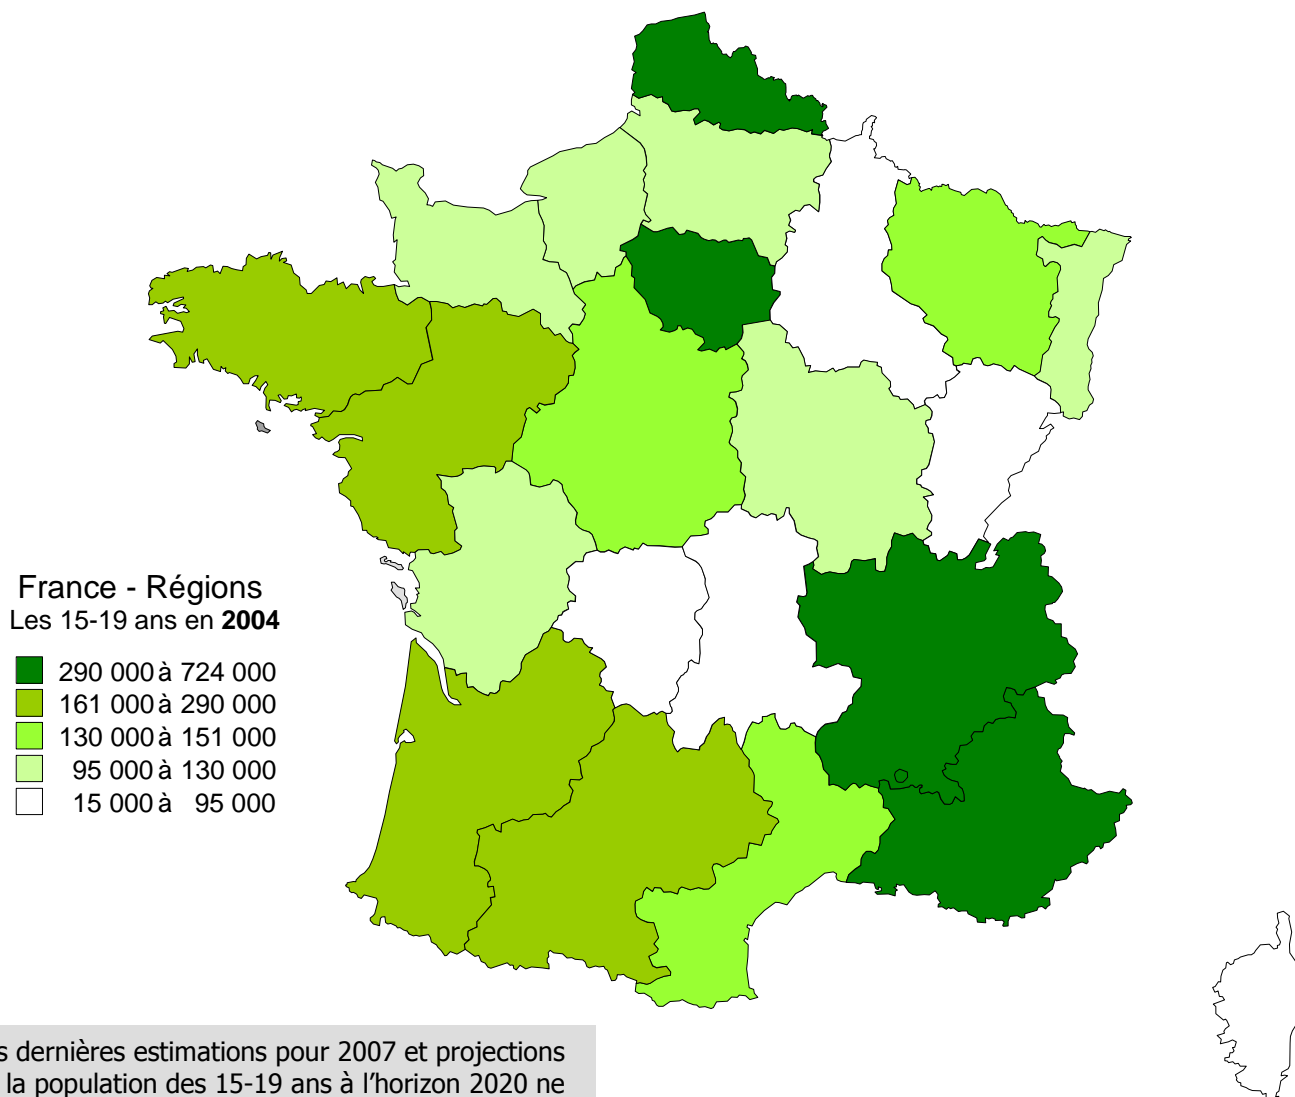 France - Régions
Les 15-19 ans en 2004
290 000 à 724 000
161 000 à 290 000
130 000 à 151 000
95 000 à 130 000
15 000 à 95 000
dernières estimations pour 2007 et projections
la population des 15-19 ans à l’horizon 2020 ne